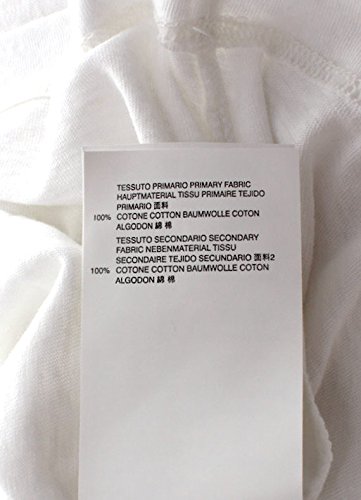 TESSUTO PRIMARIO PRIMARY FABRIC
HAUPTMATERIAL TISSU PRIMAIRE TEJIDO
PRIMARIO 面料
100% COTONE COTTON BAUMWOLLE COTON
ALGODON 綿 棉
TESSUTO SECONDARIO SECONDARY
FABRIC NEBENMATERIAL TISSU
SECONDAIRE TEJIDO SECUNDARIO 面料2
100% COTONE COTTON BAUMWOLLE COTON
ALGODON 綿 棉